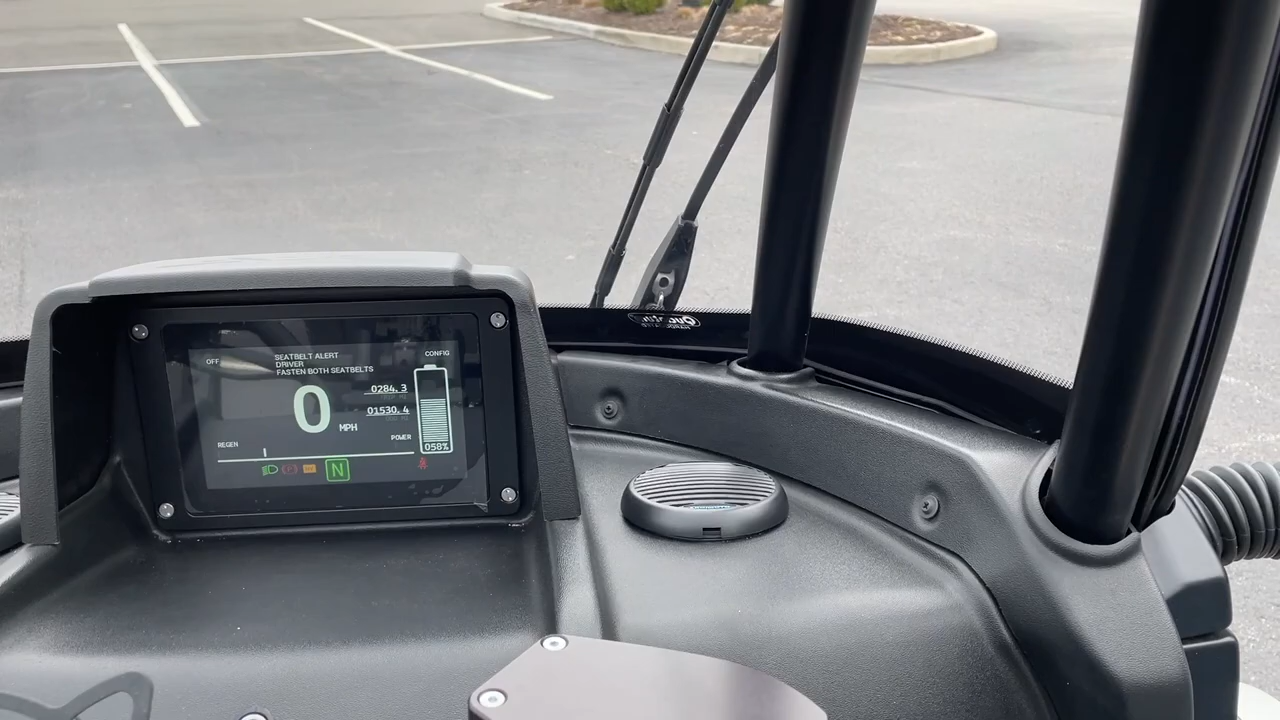 OFF
SEATBELT ALERT
DRIVER
FASTEN BOTH SEATBELTS
CONFIG
0284.3
01530.4
0
MPH
REGEN
POWER
058%
N